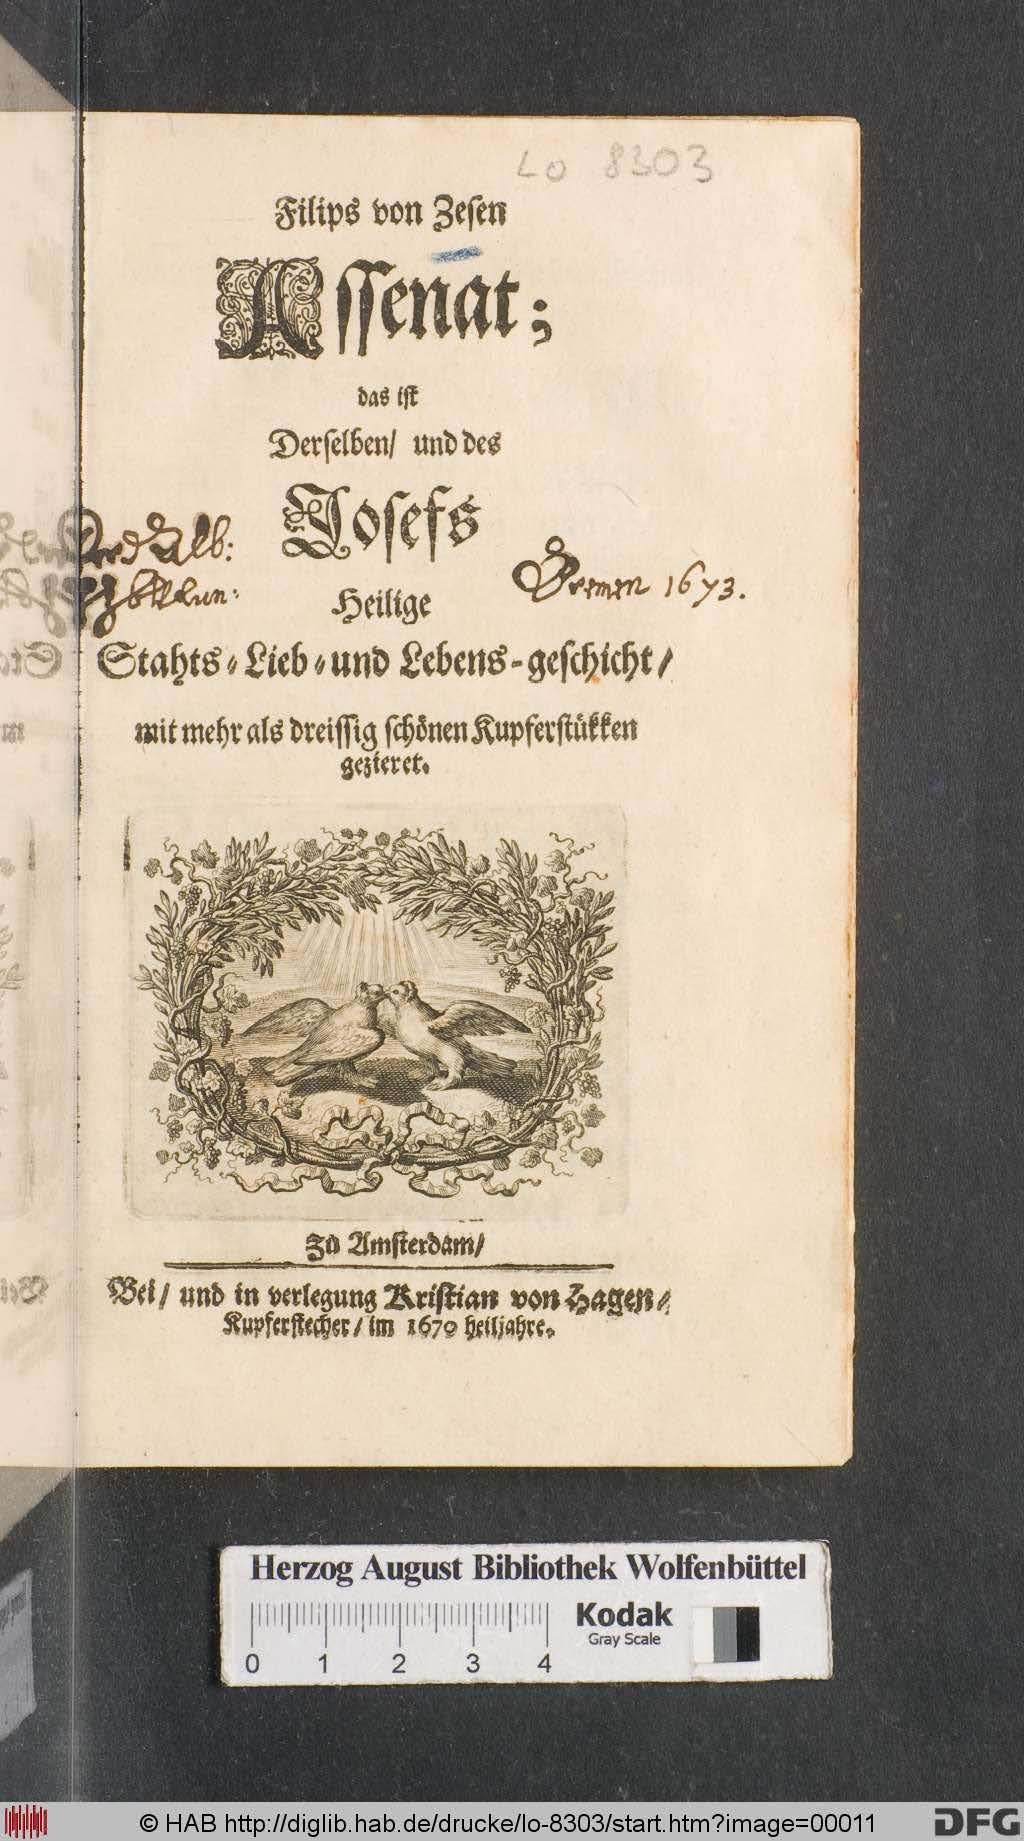 Lo 8303
Filips von Zesen
Assenat;
das ist
Derselben/ und des
Josefs
Bremen 1673.
Heilige
Stahts-Lieb-und Lebens-geschicht/
mit mehr als dreissig schönen Kupferstükken
gezieret.
Zu Amsterdam/
Bei/ und in verlegung Kristian von Hagen/
Kupferstecher/ im 1670 heiljahre.
Herzog August Bibliothek Wolfenbüttel
Kodak
Gray Scale
0 1 2 3 4
© HAB http://diglib.hab.de/drucke/lo-8303/start.htm?image=00011
DFG